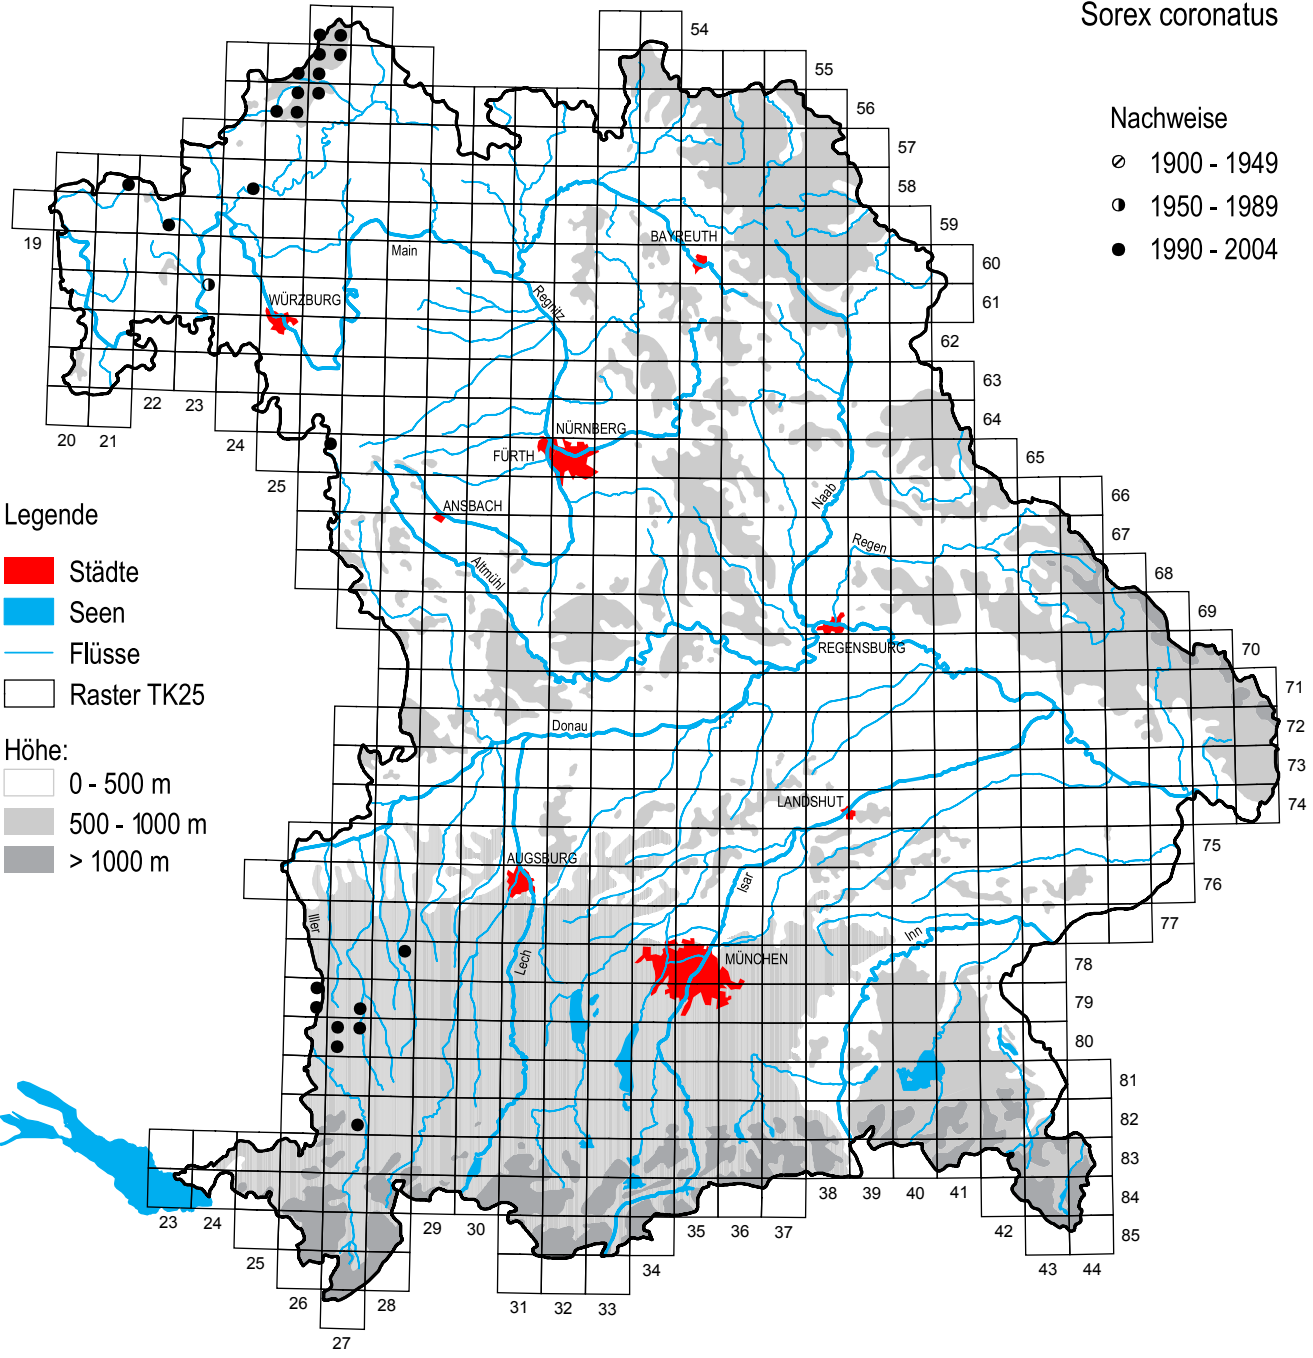 Sorex coronatus
Nachweise
1900 - 1949
1950 - 1989
1990 - 2004
54
55
56
57
58
59
60
61
62
63
64
65
66
67
68
69
70
71
72
73
74
75
76
77
78
79
80
81
82
83
84
85
19
20
21
22
23
24
25
BAYREUTH
Main
Regnitz
WÜRZBURG
NÜRNBERG
FÜRTH
ANSBACH
Naab
Regen
Altmühl
REGENSBURG
Donau
LANDSHUT
AUGSBURG
Isar
Iller
Lech
Inn
MÜNCHEN
Legende
Städte
Seen
Flüsse
Raster TK25
Höhe:
0 - 500 m
500 - 1000 m
> 1000 m
23
24
25
26
27
28
29
30
31
32
33
34
35
36
37
38
39
40
41
42
43
44